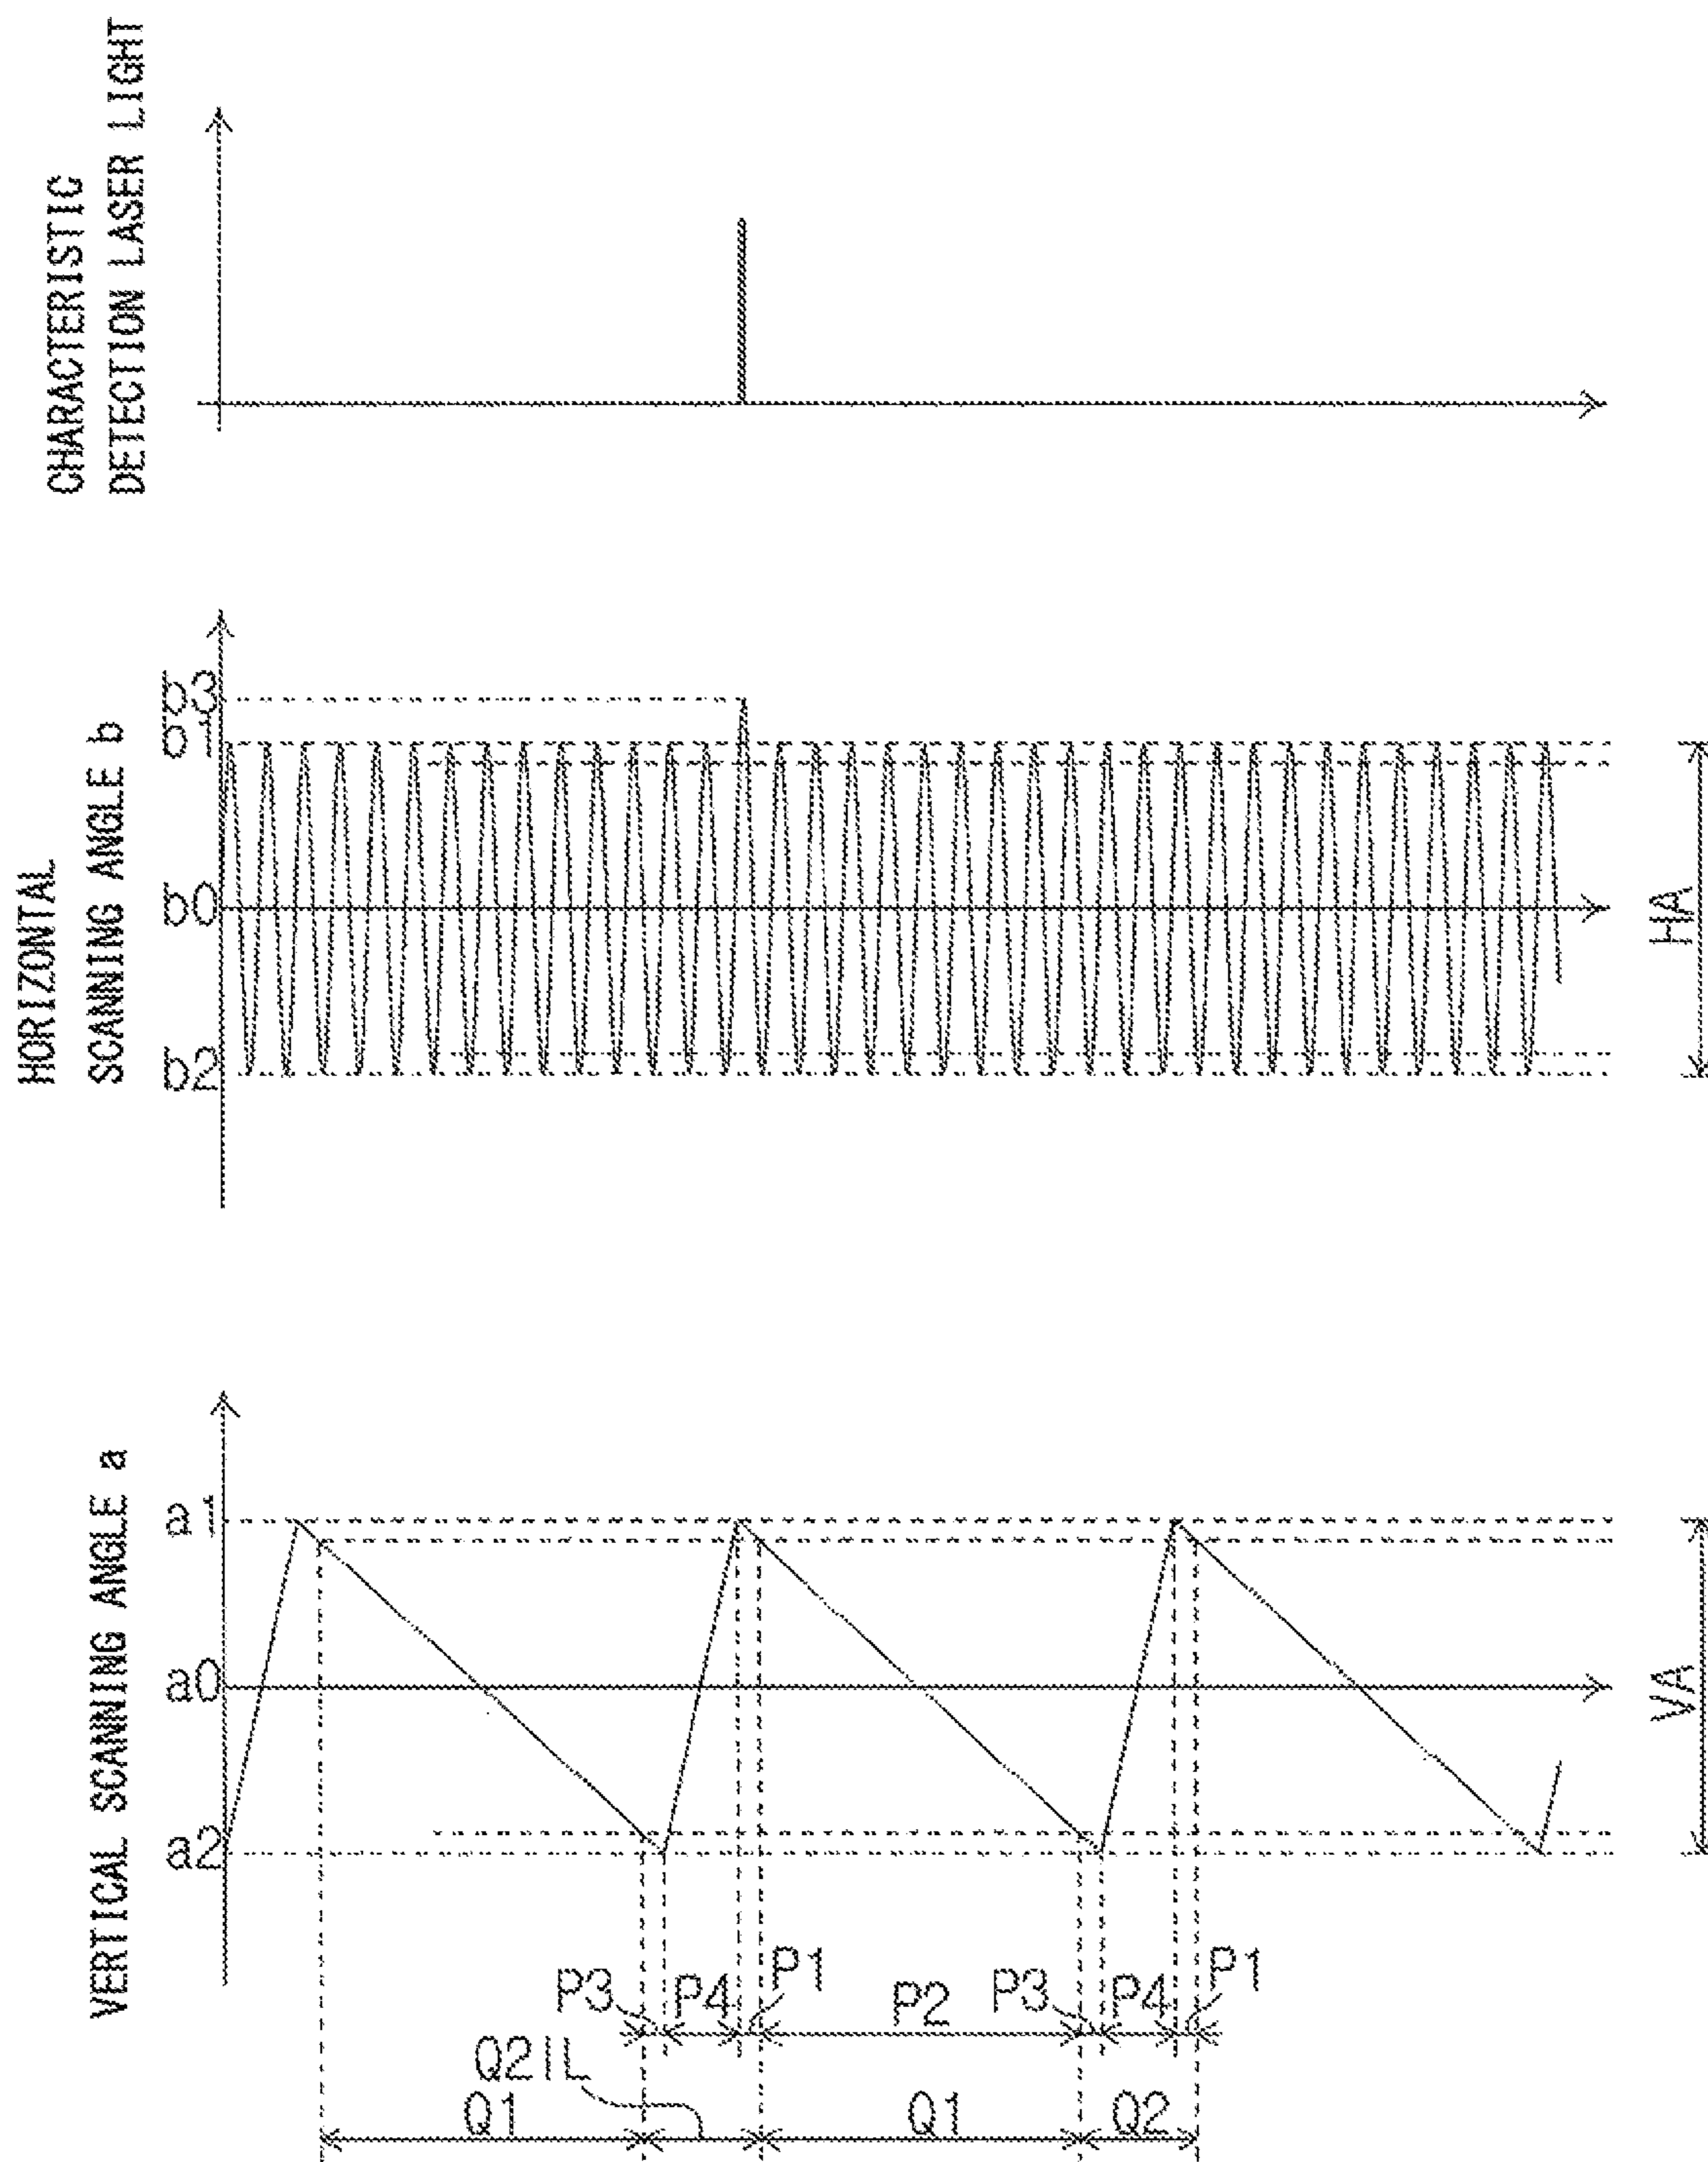 CHARACTERISTIC
DETECTION LASER LIGHT
HORIZONTAL
SCANNING ANGLE b
b3
b1
b0
b2
HA
VERTICAL SCANNING ANGLE a
a1
a0
a2
VA
P3
P4
P1
P2
P3
P4
P1
Q2IL
Q1
Q1
Q2